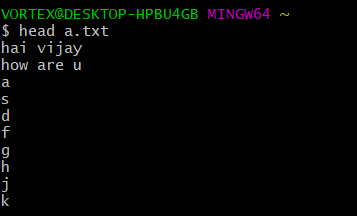 VORTEX@DESKTOP-HPBU4GB MINGW64 ~
$ head a.txt
hai vijay
how are u
a
s
d
f
g
h
j
k